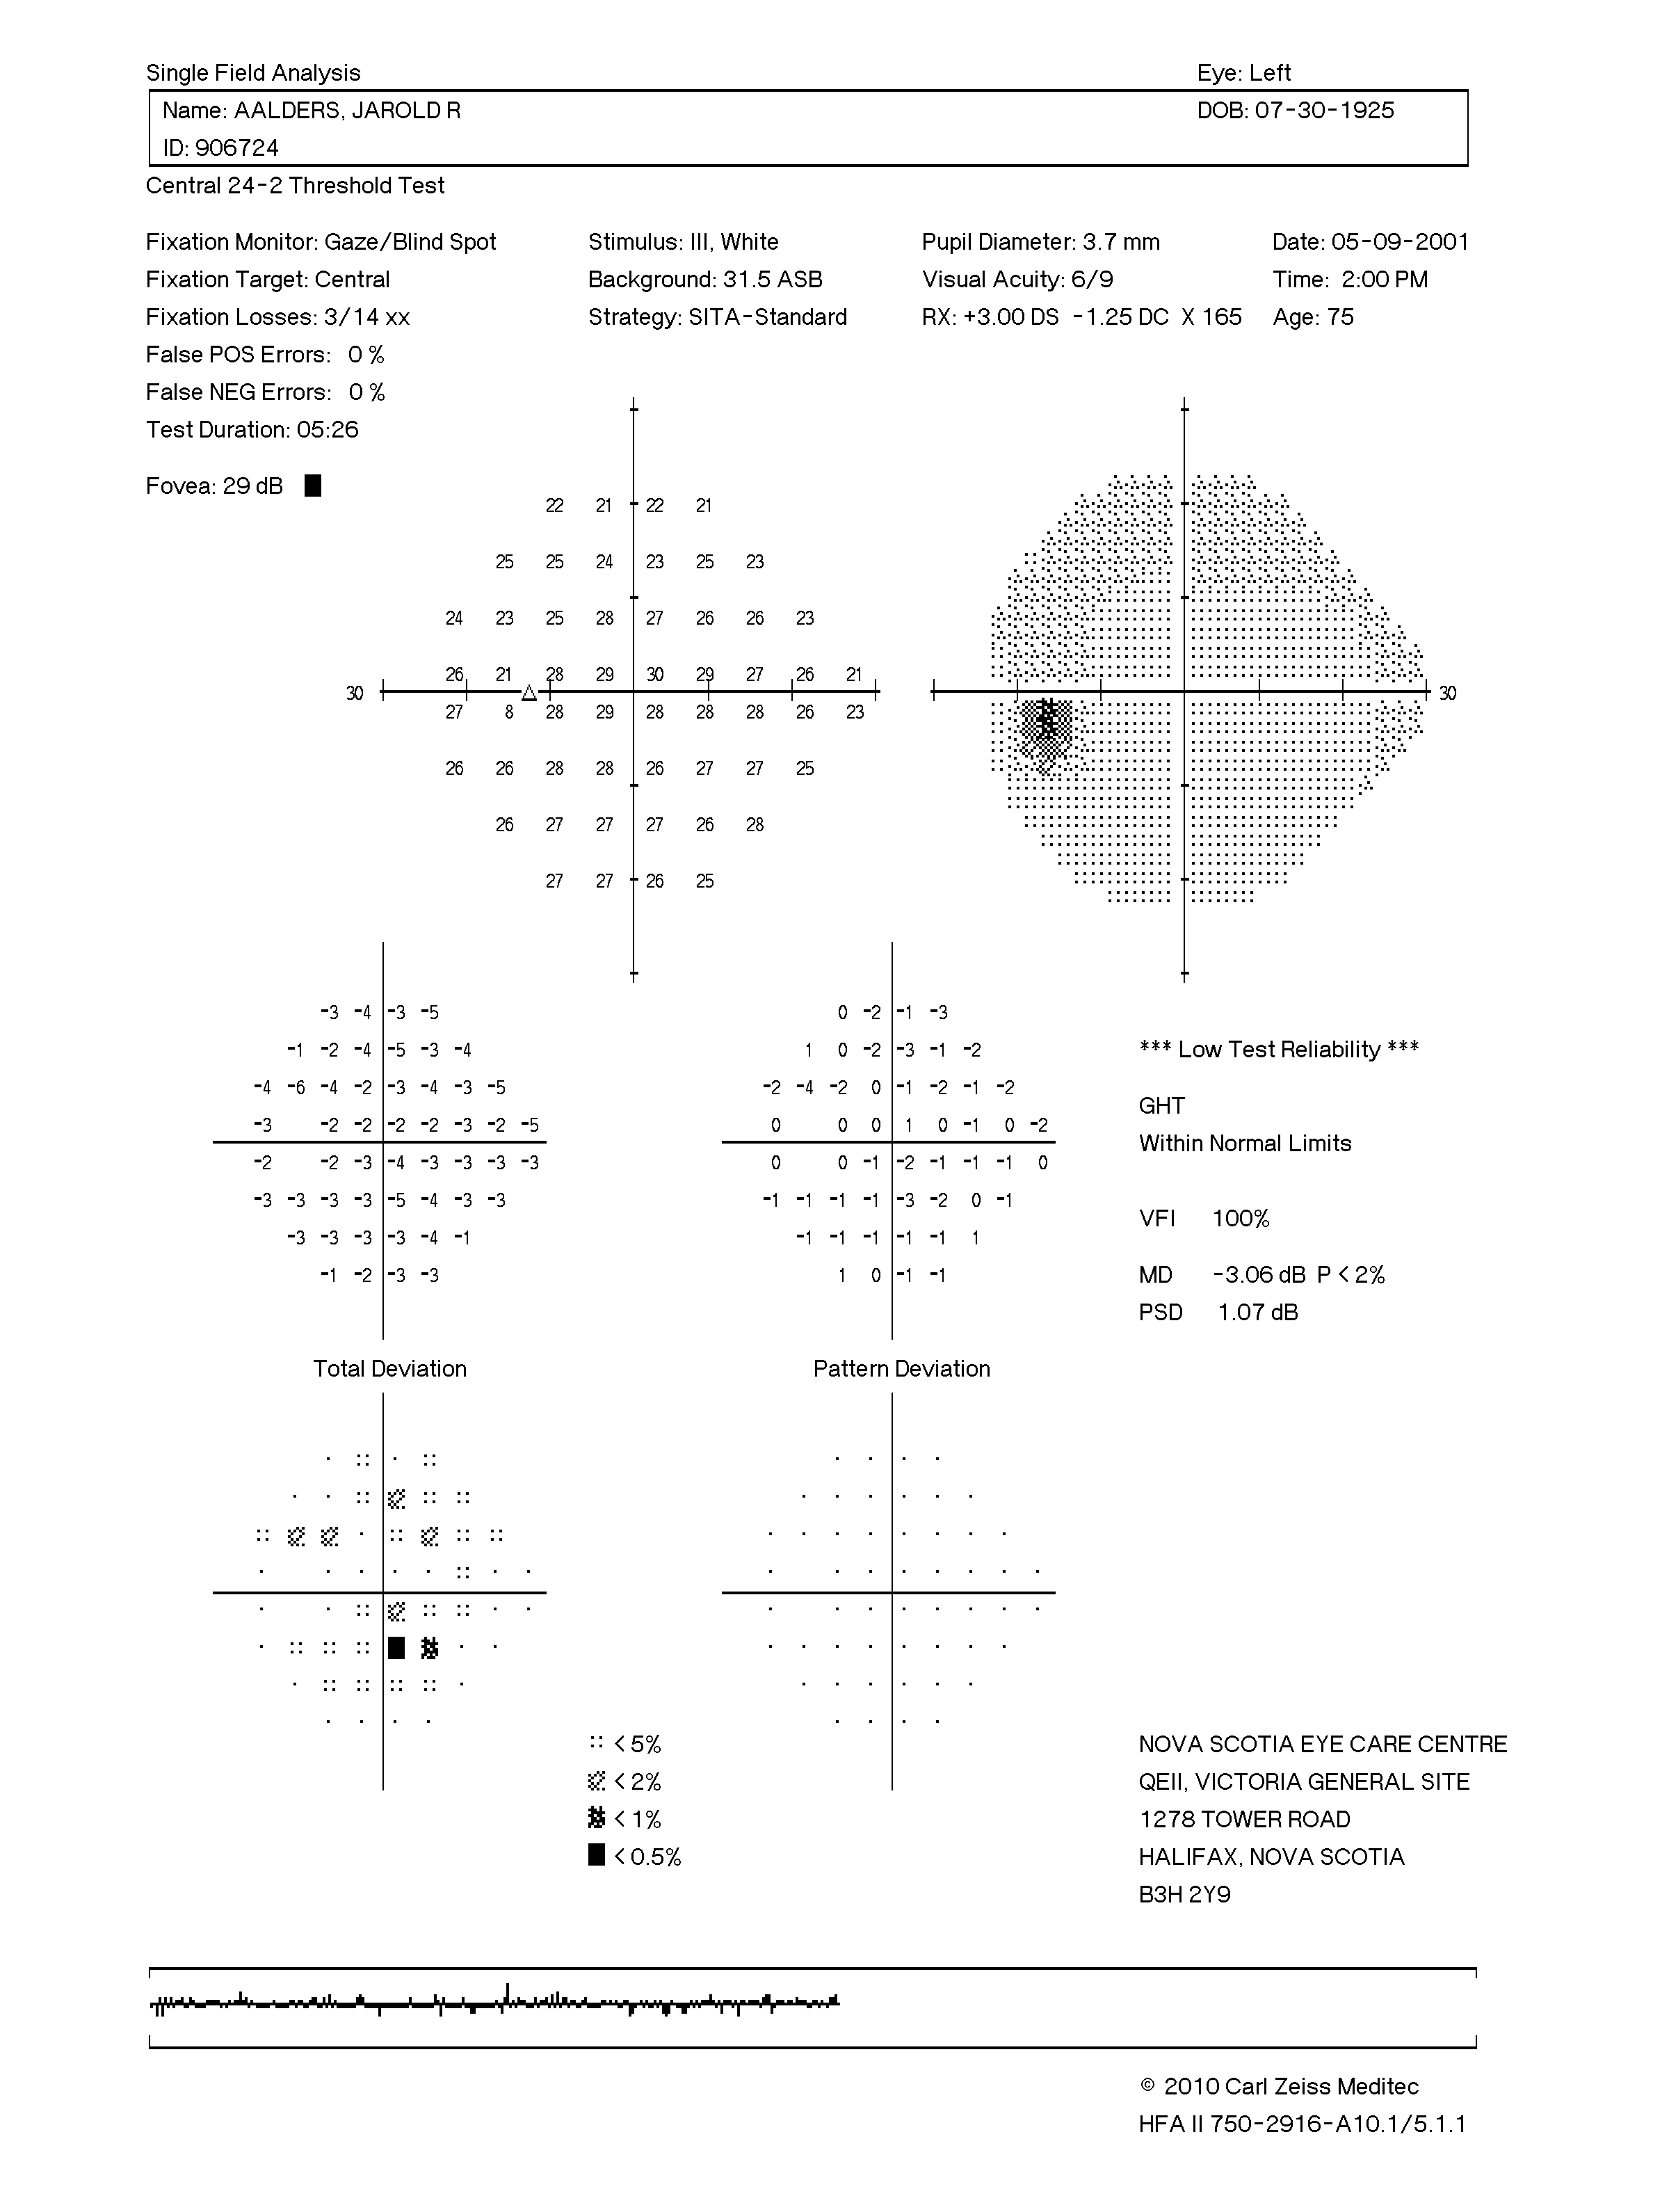 Single Field Analysis Eye: Left
Name: AALDERS, JAROLD R DOB: 07-30-1925
ID: 906724
Central 24-2 Threshold Test
Fixation Monitor: Gaze/Blind Spot Stimulus: III, White Pupil Diameter: 3.7 mm Date: 05-09-2001
Fixation Target: Central Background: 31.5 ASB Visual Acuity: 6/9 Time: 2:00 PM
Fixation Losses: 3/14 xx Strategy: SITA-Standard RX: +3.00 DS -1.25 DC X 165 Age: 75
False POS Errors: 0 %
False NEG Errors: 0 %
Test Duration: 05:26
Fovea: 29 dB
22 21 22 21
25 25 24 23 25 23
24 23 25 28 27 26 26 23
26 21 28 29 30 29 27 26 21
30 30
27 8 28 29 28 28 28 26 23
26 26 28 28 26 27 27 25
26 27 27 27 26 28
27 27 26 25
-3 -4 -3 -5 0 -2 -1 -3
-1 -2 -4 -5 -3 -4 1 0 -2 -3 -1 -2
*** Low Test Reliability ***
-4 -6 -4 -2 -3 -4 -3 -5 -2 -4 -2 0 -1 -2 -1 -2
GHT
-3 -2 -2 -2 -2 -3 -2 -5 0 0 0 1 0 -1 0 -2
Within Normal Limits
-2 -2 -3 -4 -3 -3 -3 -3 0 0 -1 -2 -1 -1 -1 0
-3 -3 -3 -3 -5 -4 -3 -3 -1 -1 -1 -1 -3 -2 0 -1
VFI 100%
-3 -3 -3 -3 -4 -1 -1 -1 -1 -1 -1 1
-1 -2 -3 -3 1 0 -1 -1
MD -3.06 dB P < 2%
PSD 1.07 dB
Total Deviation Pattern Deviation
< 5%
< 2%
< 1%
< 0.5%
NOVA SCOTIA EYE CARE CENTRE
QEII, VICTORIA GENERAL SITE
1278 TOWER ROAD
HALIFAX, NOVA SCOTIA
B3H 2Y9
© 2010 Carl Zeiss Meditec
HFA II 750-2916-A10.1/5.1.1